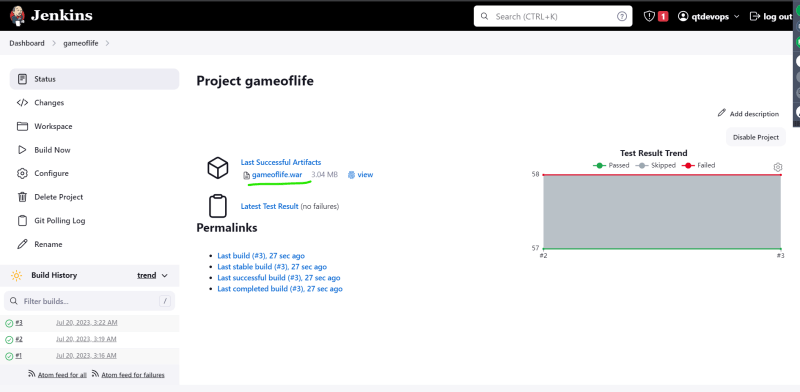 Jenkins
Search (CTRL+K)
?
1
qtdevops
log out
Dashboard > gameoflife >
Status
Changes
Workspace
Build Now
Configure
Delete Project
Git Polling Log
Rename
Build History
trend
Filter builds...
/
#3 Jul 20, 2023, 3:22 AM
#2 Jul 20, 2023, 3:19 AM
#1 Jul 20, 2023, 3:16 AM
Atom feed for all Atom feed for failures
Project gameoflife
Add description
Disable Project
Last Successful Artifacts
gameoflife.war 3.04 MB view
Latest Test Result (no failures)
Permalinks
Last build (#3), 27 sec ago
Last stable build (#3), 27 sec ago
Last successful build (#3), 27 sec ago
Last completed build (#3), 27 sec ago
Test Result Trend
Passed Skipped Failed
58
57
#2 #3